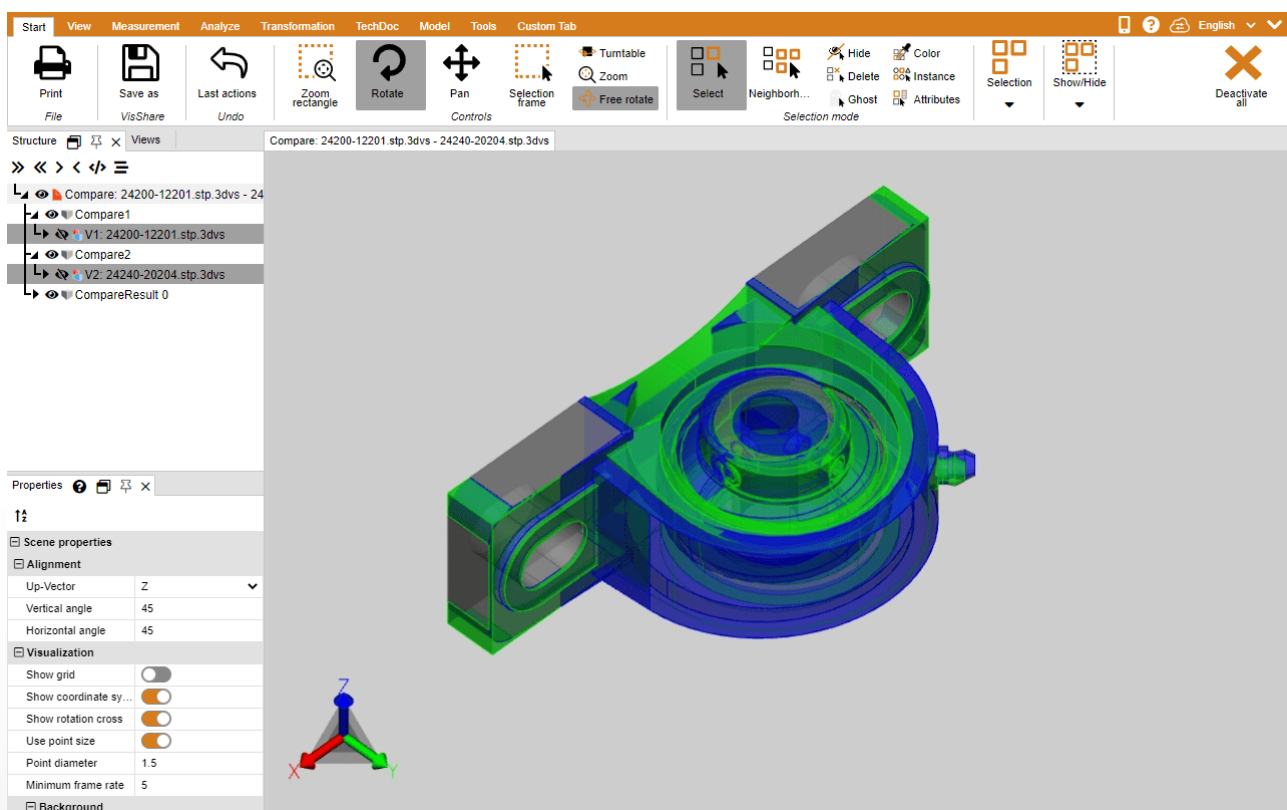 Start View Measurement Analyze Transformation TechDoc Model Tools Custom Tab English
Print
Save as
Last actions
Zoom rectangle
Rotate
Pan
Selection frame
Turntable
Zoom
Free rotate
Select
Neighborh...
Hide
Delete
Ghost
Color
Instance
Attributes
Selection
Show/Hide
Deactivate all
File VisShare Undo Controls Selection mode
Structure Views
Compare: 24200-12201.stp.3dvs - 24240-20204.stp.3dvs
Compare: 24200-12201.stp.3dvs - 24
Compare1
V1: 24200-12201.stp.3dvs
Compare2
V2: 24240-20204.stp.3dvs
CompareResult 0
Properties
Scene properties
Alignment
Up-Vector Z
Vertical angle 45
Horizontal angle 45
Visualization
Show grid
Show coordinate sy...
Show rotation cross
Use point size
Point diameter 1.5
Minimum frame rate 5
Background
Z
X Y